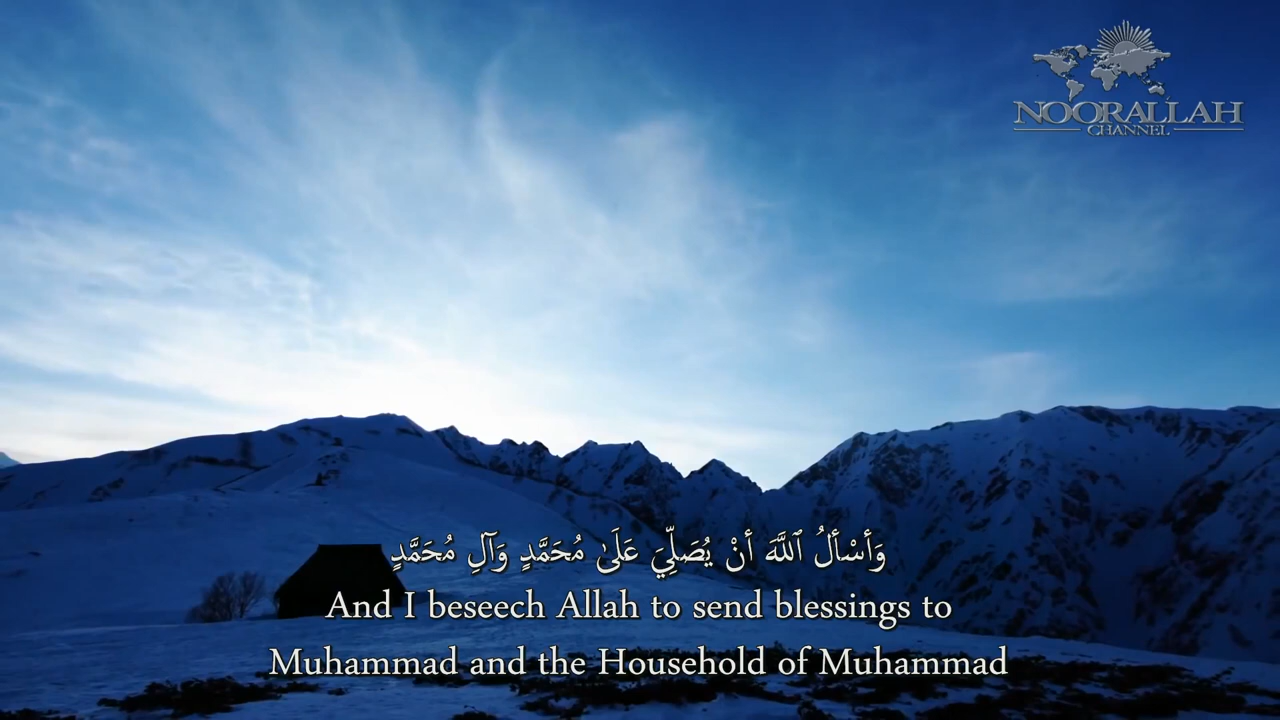 NOORALLAH
CHANNEL
وَأَسْأَلُ ٱللَّهَ أَنْ يُصَلِّيَ عَلَىٰ مُحَمَّدٍ وَآلِ مُحَمَّدٍ
And I beseech Allah to send blessings to
Muhammad and the Household of Muhammad